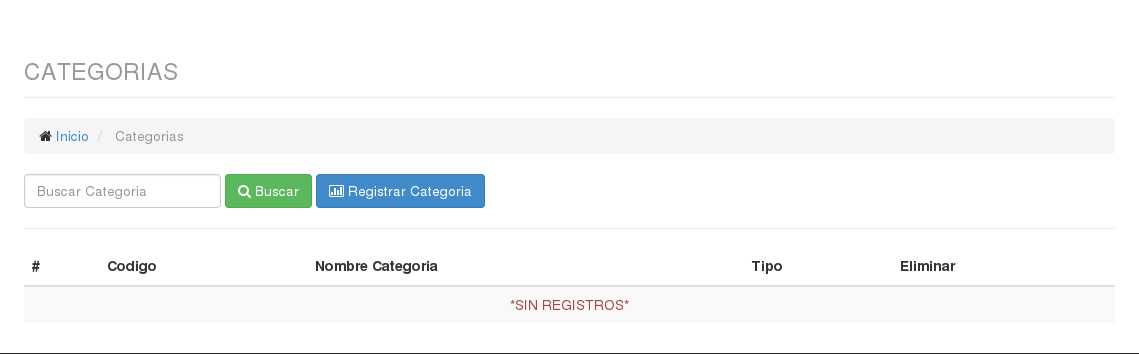 CATEGORIAS
Inicio / Categorias
Buscar Categoria Buscar Registrar Categoria
# Codigo Nombre Categoria Tipo Eliminar
*SIN REGISTROS*